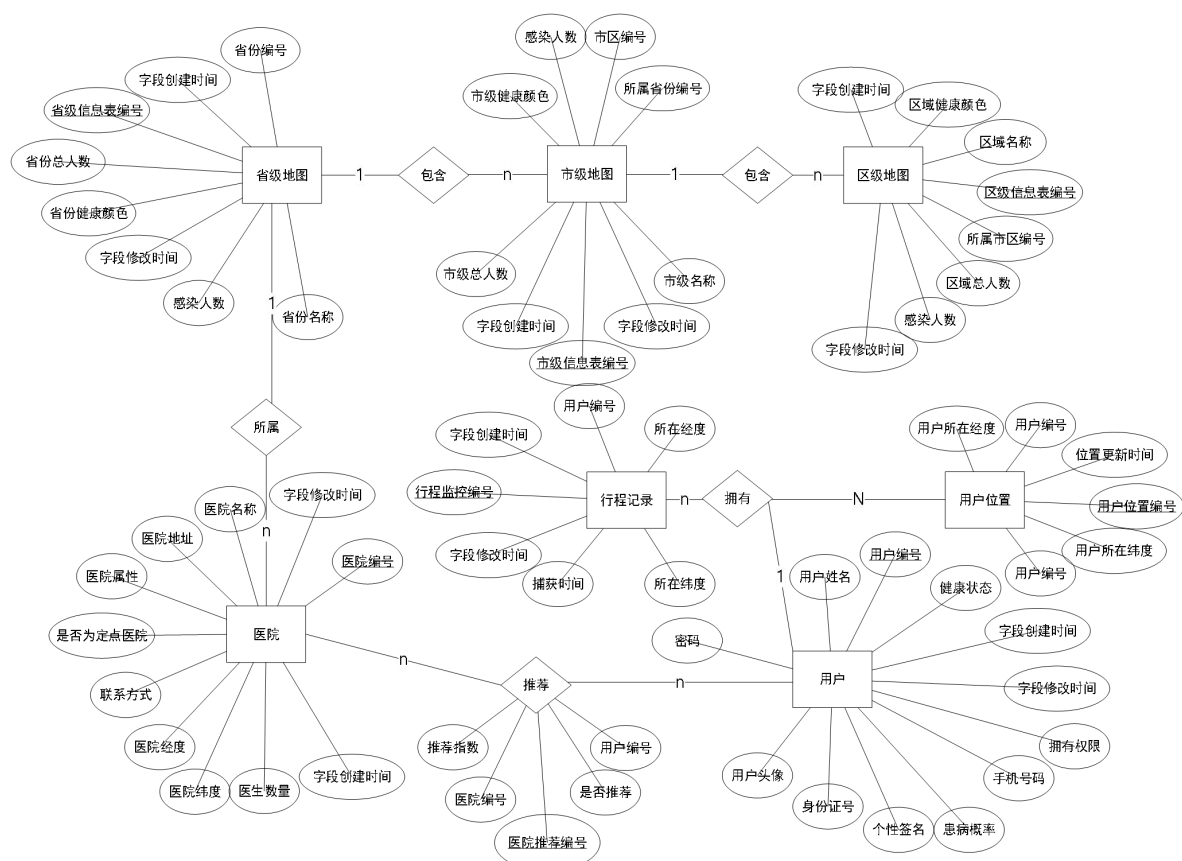 省份编号
字段创建时间
省级信息表编号
省份总人数
省份健康颜色
字段修改时间
感染人数
省份名称
省级地图
1
包含
n
感染人数
市区编号
市级健康颜色
所属省份编号
市级地图
市级总人数
字段创建时间
市级信息表编号
字段修改时间
市级名称
1
包含
n
字段创建时间
区域健康颜色
区域名称
区级信息表编号
所属市区编号
区域总人数
感染人数
字段修改时间
区级地图
1
所属
n
用户编号
字段创建时间
所在经度
行程监控编号
行程记录
字段修改时间
捕获时间
所在纬度
n
拥有
N
1
用户所在经度
用户编号
位置更新时间
用户位置
用户位置编号
用户所在纬度
用户编号
医院名称
字段修改时间
医院地址
医院编号
医院属性
是否为定点医院
医院
联系方式
医院经度
医院纬度
医生数量
字段创建时间
n
推荐
n
推荐指数
用户编号
医院编号
是否推荐
医院推荐编号
用户姓名
用户编号
健康状态
密码
字段创建时间
用户
字段修改时间
拥有权限
手机号码
用户头像
身份证号
个性签名
患病概率